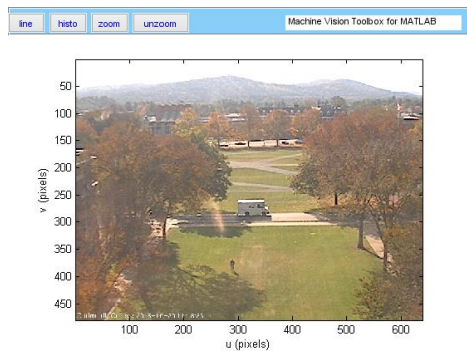 line histo zoom unzoom Machine Vision Toolbox for MATLAB
50
100
150
200
250
300
350
400
450
v (pixels)
100 200 300 400 500 600
u (pixels)